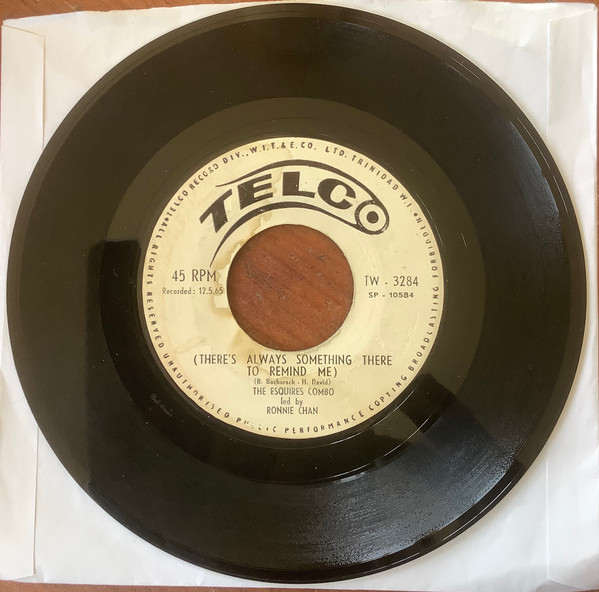 •TELCO RECORD DIV., W.I.T.&E.CO. LTD. TRINIDAD W.I.•
TELCO
45 RPM
Recorded: 12.5.65
TW - 3284
SP - 10584
(THERE'S ALWAYS SOMETHING THERE
TO REMIND ME)
(B. Bacharach - H. David)
THE ESQUIRES COMBO
led by
RONNIE CHAN
ALL RIGHTS RESERVED UNAUTHORISED PUBLIC PERFORMANCE COPYING BROADCASTING FORBIDDEN